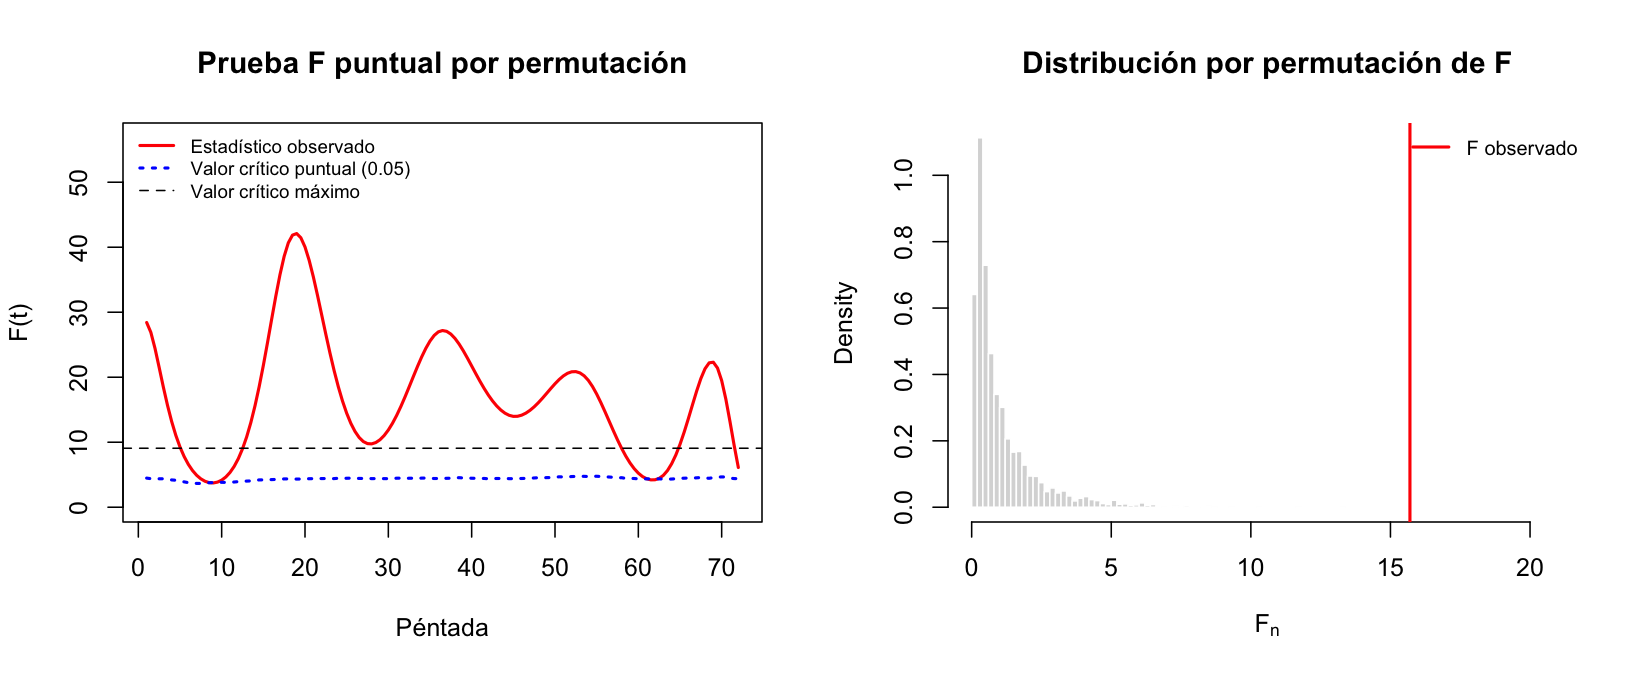 Prueba F puntual por permutación
Estadístico observado
Valor crítico puntual (0.05)
Valor crítico máximo
F(t)
50
40
30
20
10
0
0 10 20 30 40 50 60 70
Péntada
Distribución por permutación de F
F observado
Density
1.0
0.8
0.6
0.4
0.2
0.0
0 5 10 15 20
Fn